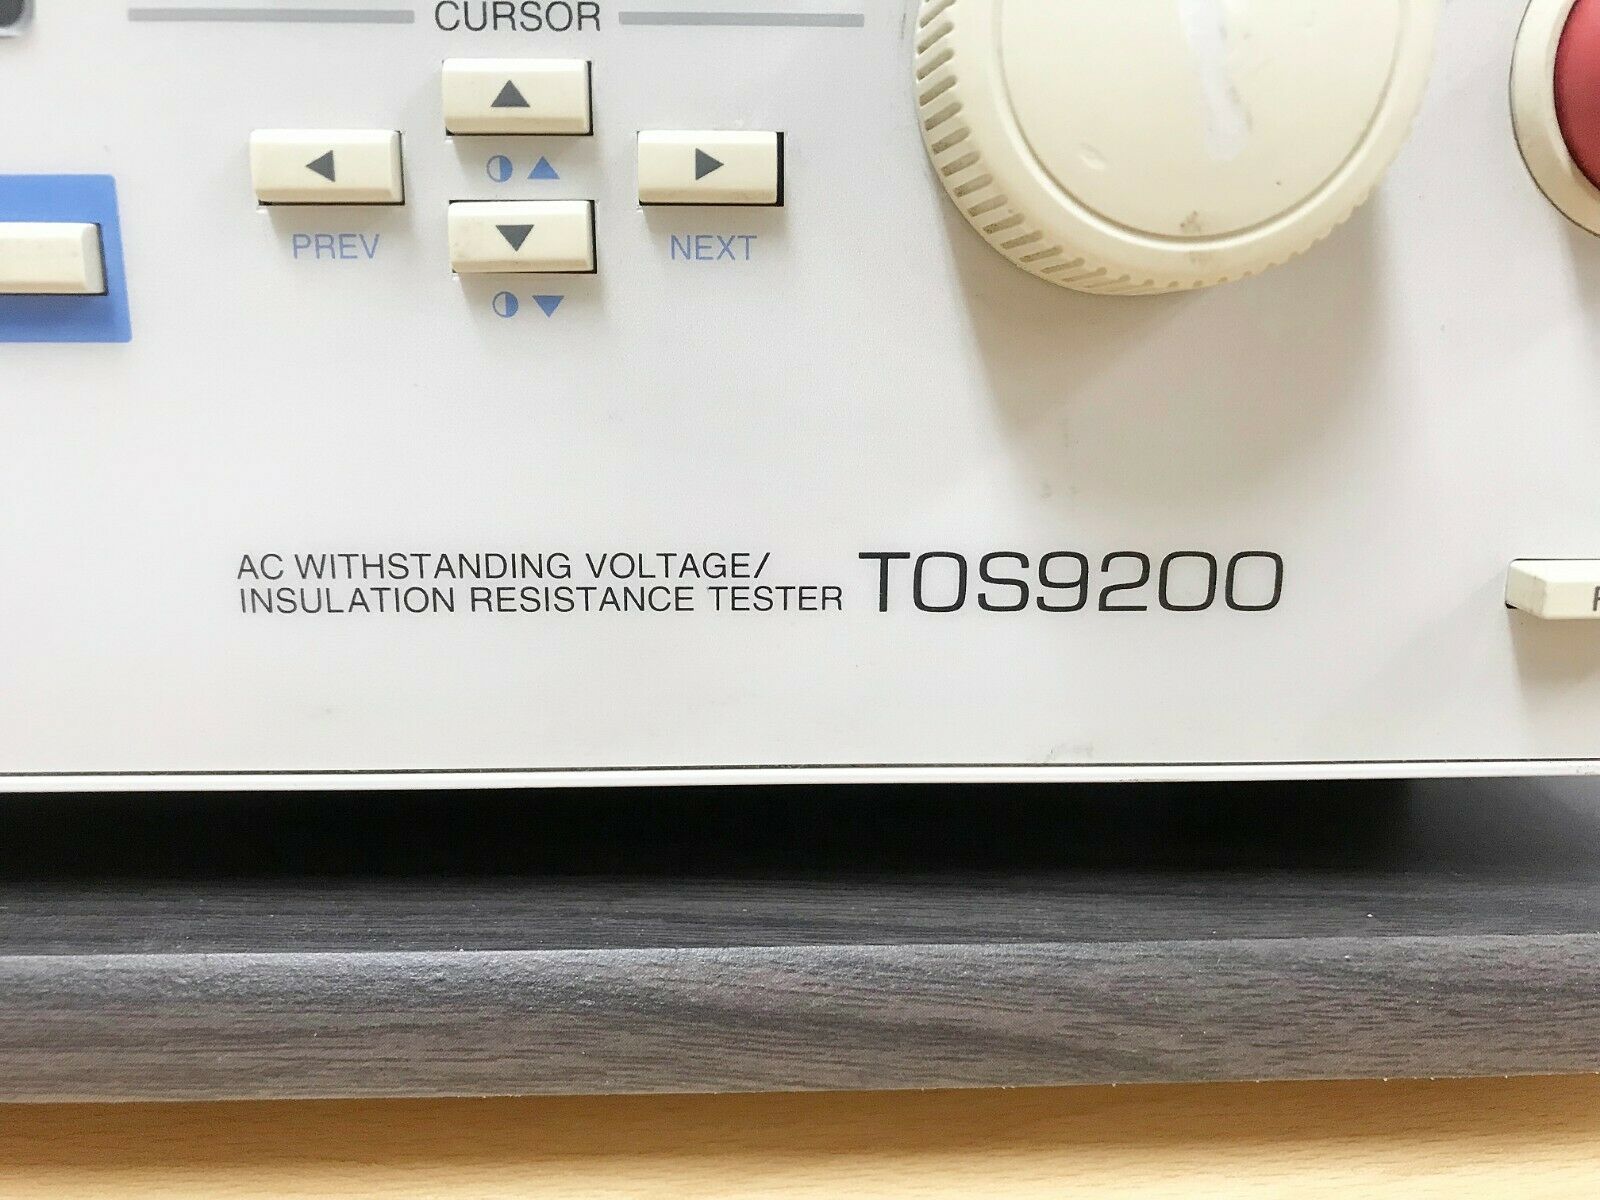 CURSOR
PREV
NEXT
AC WITHSTANDING VOLTAGE/
INSULATION RESISTANCE TESTER
TOS9200